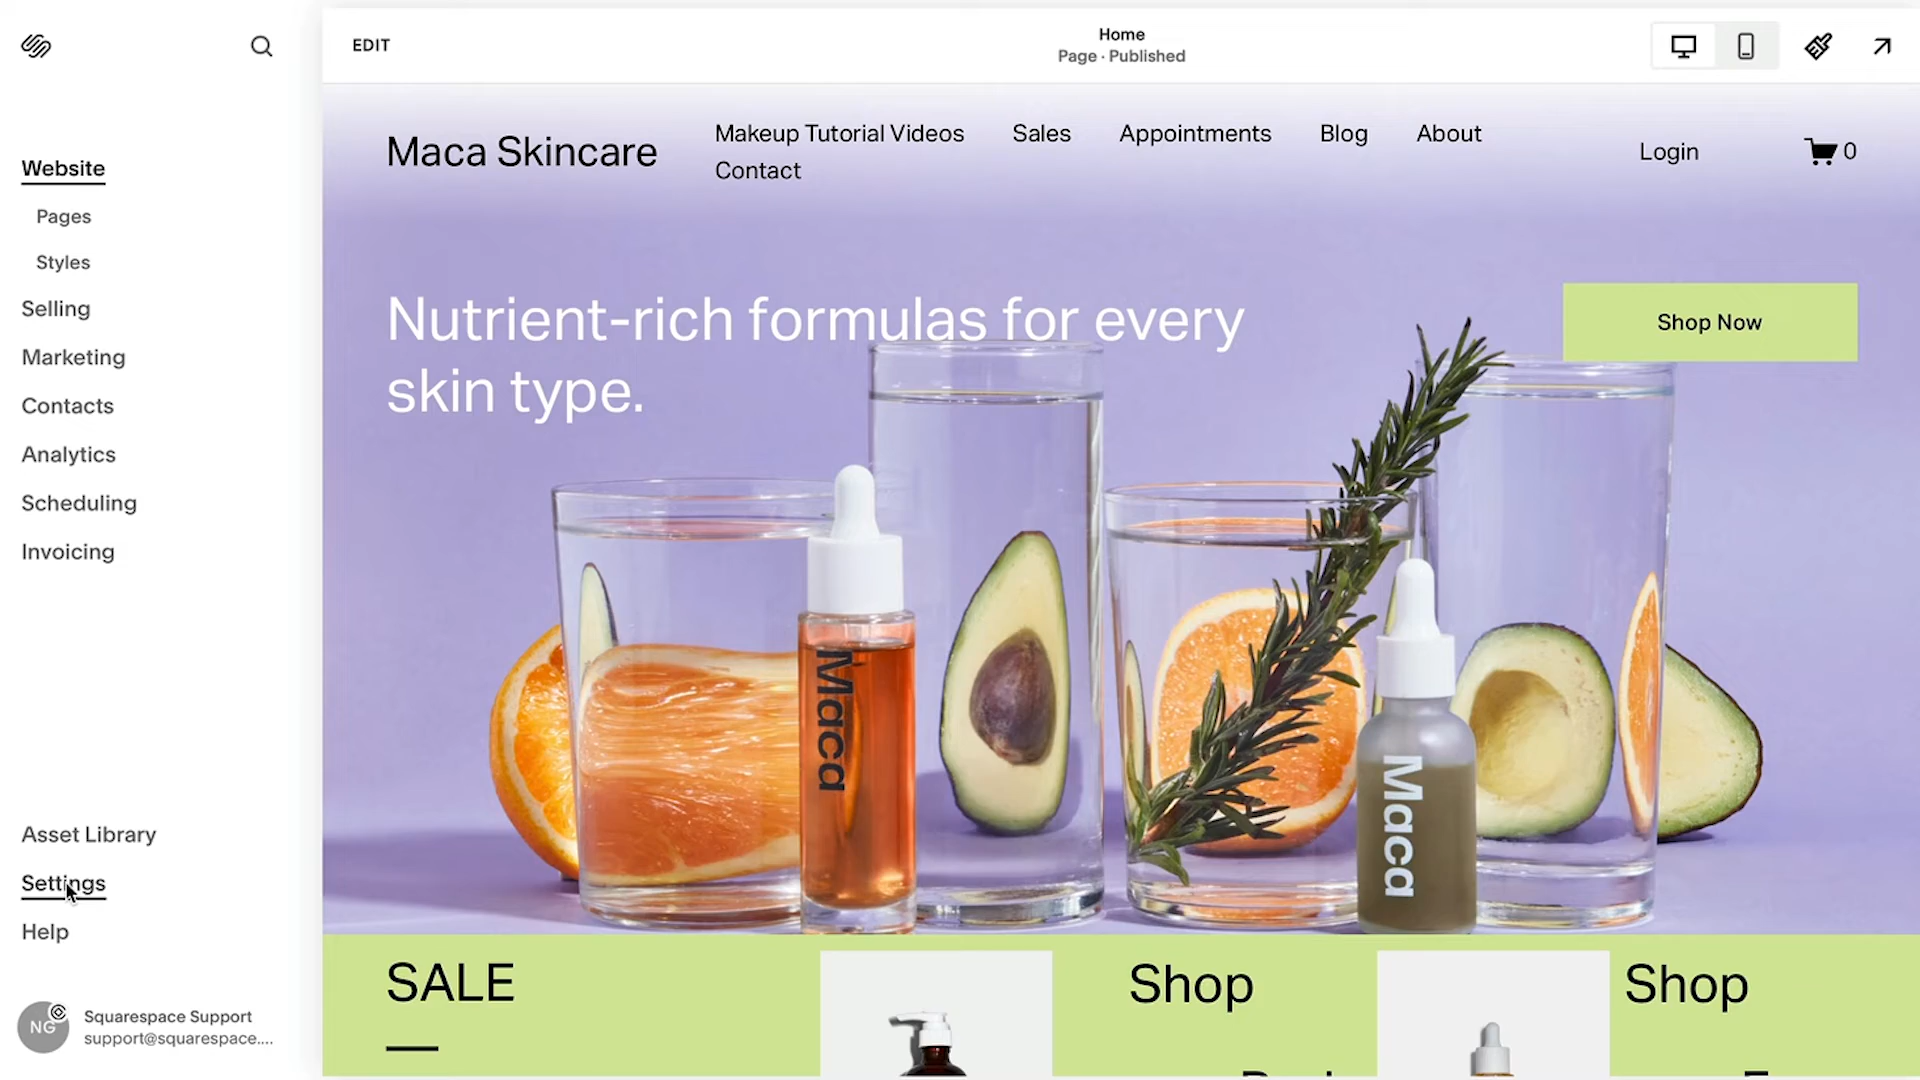 EDIT
Home
Page · Published
Website
Pages
Styles
Selling
Marketing
Contacts
Analytics
Scheduling
Invoicing
Asset Library
Settings
Help
NG
Squarespace Support
support@squarespace....
Maca Skincare
Makeup Tutorial Videos Sales Appointments Blog About
Contact
Login
0
Nutrient-rich formulas for every
skin type.
Shop Now
Maca
Maca
SALE
Shop
Shop